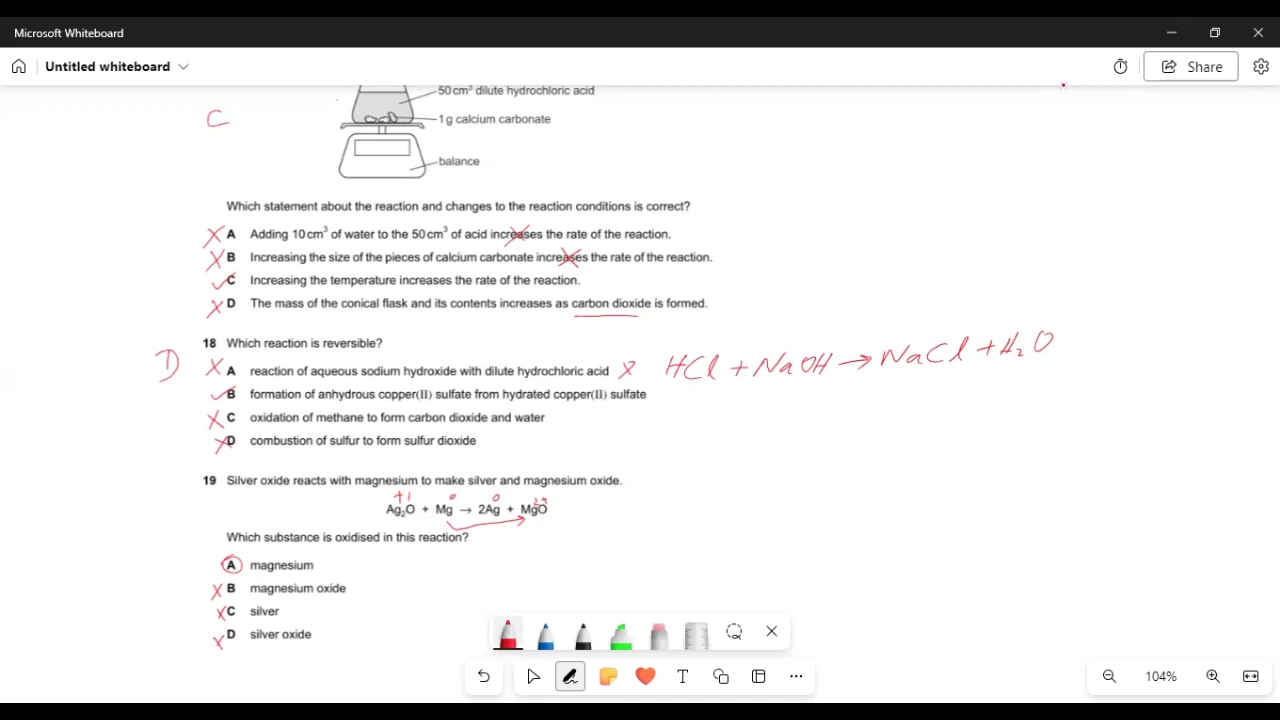 Microsoft Whiteboard
Untitled whiteboard
Share
50 cm³ dilute hydrochloric acid
C
1 g calcium carbonate
balance
Which statement about the reaction and changes to the reaction conditions is correct?
X A Adding 10 cm³ of water to the 50 cm³ of acid increases the rate of the reaction.
X B Increasing the size of the pieces of calcium carbonate increases the rate of the reaction.
✓ C Increasing the temperature increases the rate of the reaction.
X D The mass of the conical flask and its contents increases as carbon dioxide is formed.
18 Which reaction is reversible?
D
X A reaction of aqueous sodium hydroxide with dilute hydrochloric acid X HCl + NaOH → NaCl + H₂O
✓ B formation of anhydrous copper(II) sulfate from hydrated copper(II) sulfate
X C oxidation of methane to form carbon dioxide and water
X D combustion of sulfur to form sulfur dioxide
19 Silver oxide reacts with magnesium to make silver and magnesium oxide.
+1 0 0 2+
Ag₂O + Mg → 2Ag + MgO
Which substance is oxidised in this reaction?
A magnesium
X B magnesium oxide
X C silver
X D silver oxide
104%